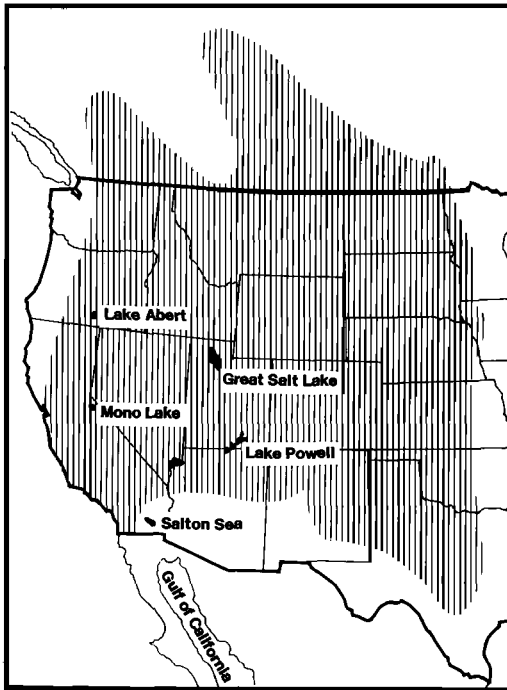 Lake Abert
Great Salt Lake
Mono Lake
Lake Powell
Salton Sea
Gulf of California